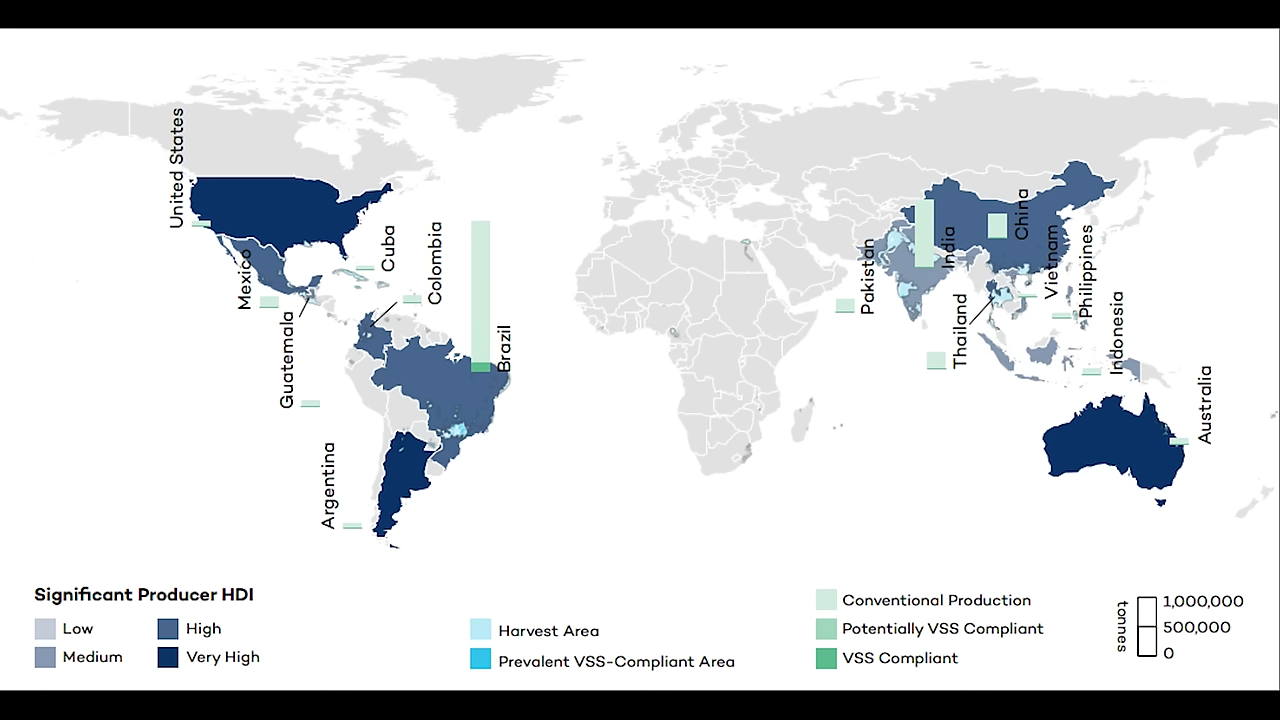 United States
Mexico
Guatemala
Argentina
Cuba
Colombia
Brazil
Pakistan
India
China
Thailand
Vietnam
Philippines
Indonesia
Australia
Significant Producer HDI
Low
High
Medium
Very High
Harvest Area
Prevalent VSS-Compliant Area
Conventional Production
Potentially VSS Compliant
VSS Compliant
tonnes
1,000,000
500,000
0